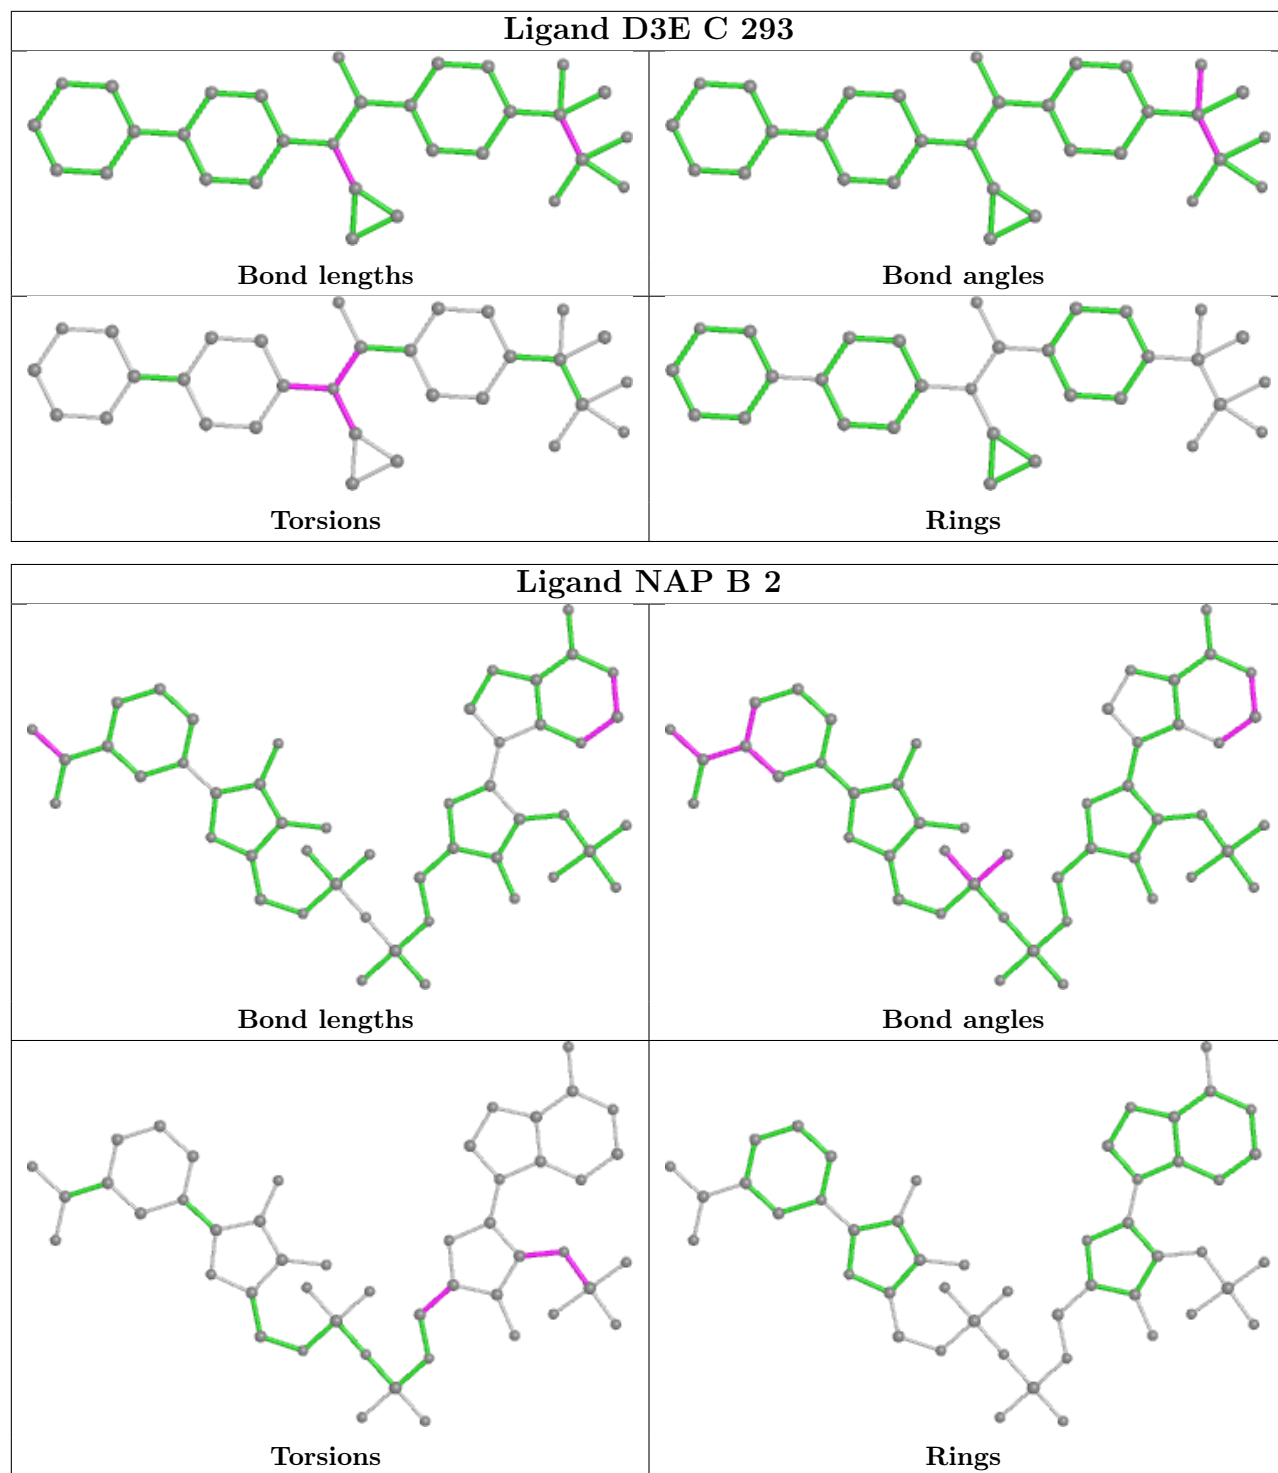 Ligand D3E C 293
Bond lengths
Bond angles
Torsions
Rings
Ligand NAP B 2
Bond lengths
Bond angles
Torsions
Rings